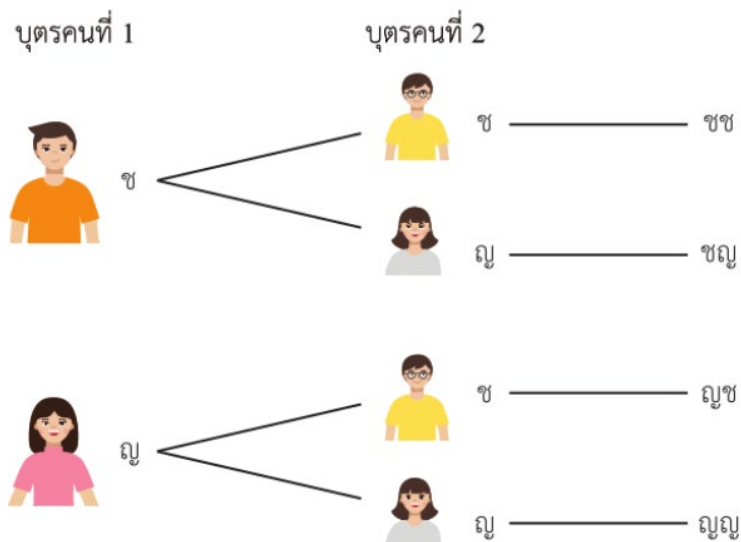 บุตรคนที่ 1 บุตรคนที่ 2
ช ชช
ช
ญ ชญ
ช ญช
ญ
ญ ญญ